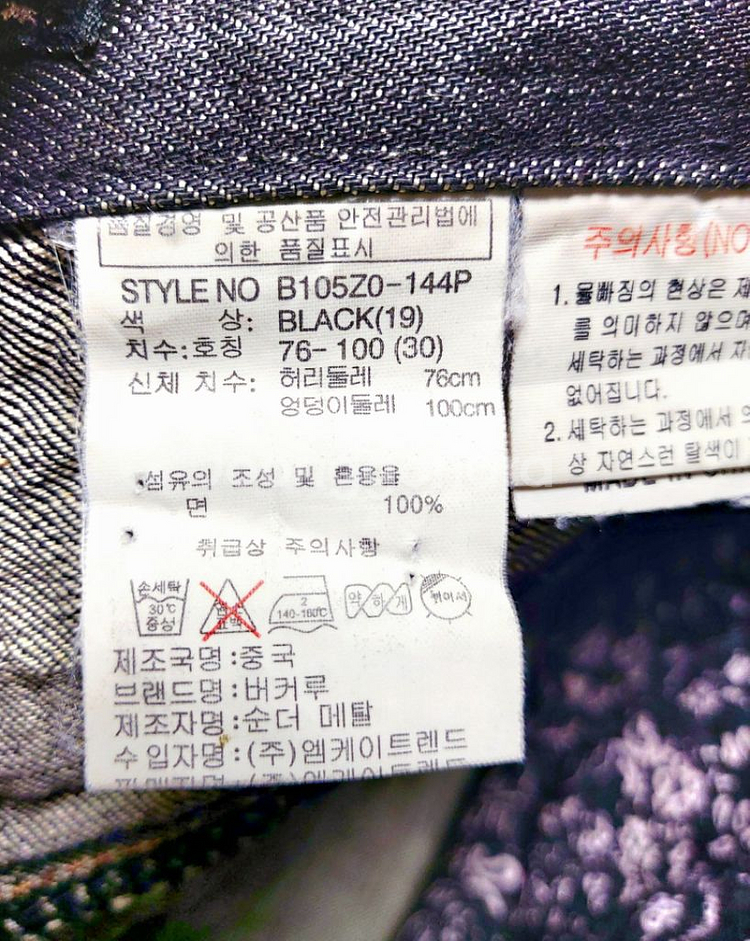 품질경영 및 공산품 안전관리법에
의한 품질표시
STYLE NO B105Z0-144P
색 상: BLACK(19)
치수:호칭 76-100 (30)
신체 치수: 허리둘레 76cm
엉덩이둘레 100cm
섬유의 조성 및 혼용율
면 100%
취급상 주의사항
손세탁
30℃
중성
2
140-160℃
약하게
뉘어서
제조국명:중국
브랜드명:버커루
제조자명:순더 메탈
수입자명:(주)엠케이트렌드
주의사항(NO
1. 물빠짐의 현상은 제
를 의미하지 않으며
세탁하는 과정에서 자
없어집니다.
2. 세탁하는 과정에서 의
상 자연스런 탈색이